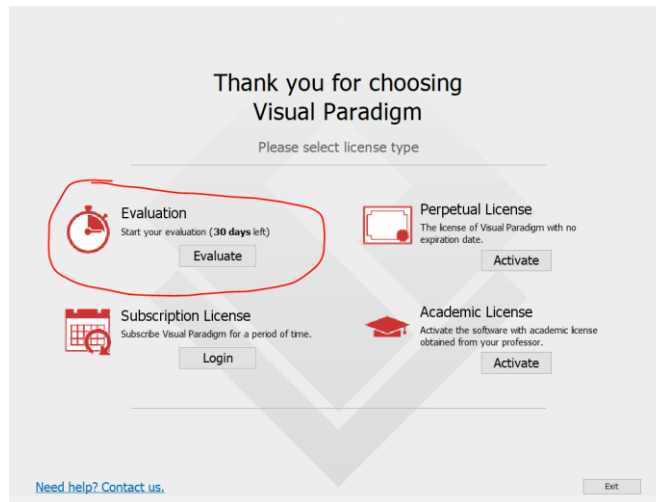 Thank you for choosing
Visual Paradigm
Please select license type
Evaluation
Start your evaluation (30 days left)
Evaluate
Perpetual License
The license of Visual Paradigm with no
expiration date.
Activate
Subscription License
Subscribe Visual Paradigm for a period of time.
Login
Academic License
Activate the software with academic license
obtained from your professor.
Activate
Need help? Contact us.
Exit